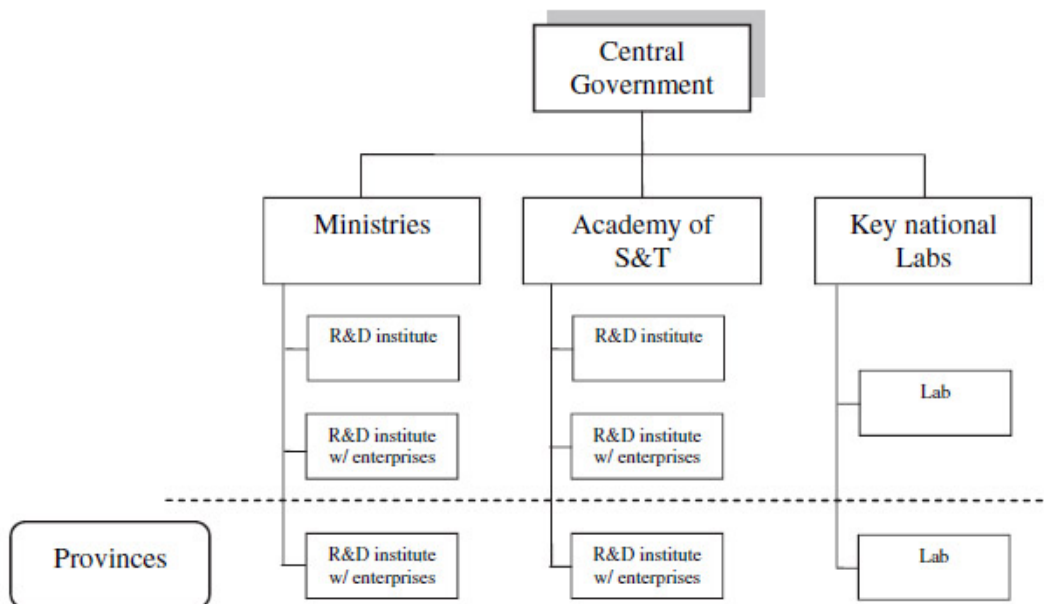 Central
Government
Ministries
Academy of
S&T
Key national
Labs
R&D institute
R&D institute
Lab
R&D institute
w/ enterprises
R&D institute
w/ enterprises
Provinces
R&D institute
w/ enterprises
R&D institute
w/ enterprises
Lab